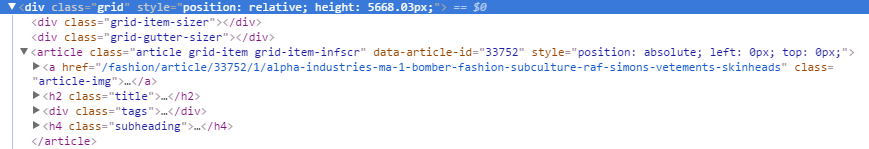 ▼<div class="grid" style="position: relative; height: 5668.03px;"> == $0
<div class="grid-item-sizer"></div>
<div class="grid-gutter-sizer"></div>
▼<article class="article grid-item grid-item-infscr" data-article-id="33752" style="position: absolute; left: 0px; top: 0px;">
▶<a href="/fashion/article/33752/1/alpha-industries-ma-1-bomber-fashion-subculture-raf-simons-vetements-skinheads" class=
"article-img">…</a>
▶<h2 class="title">…</h2>
▶<div class="tags">…</div>
▶<h4 class="subheading">…</h4>
</article>